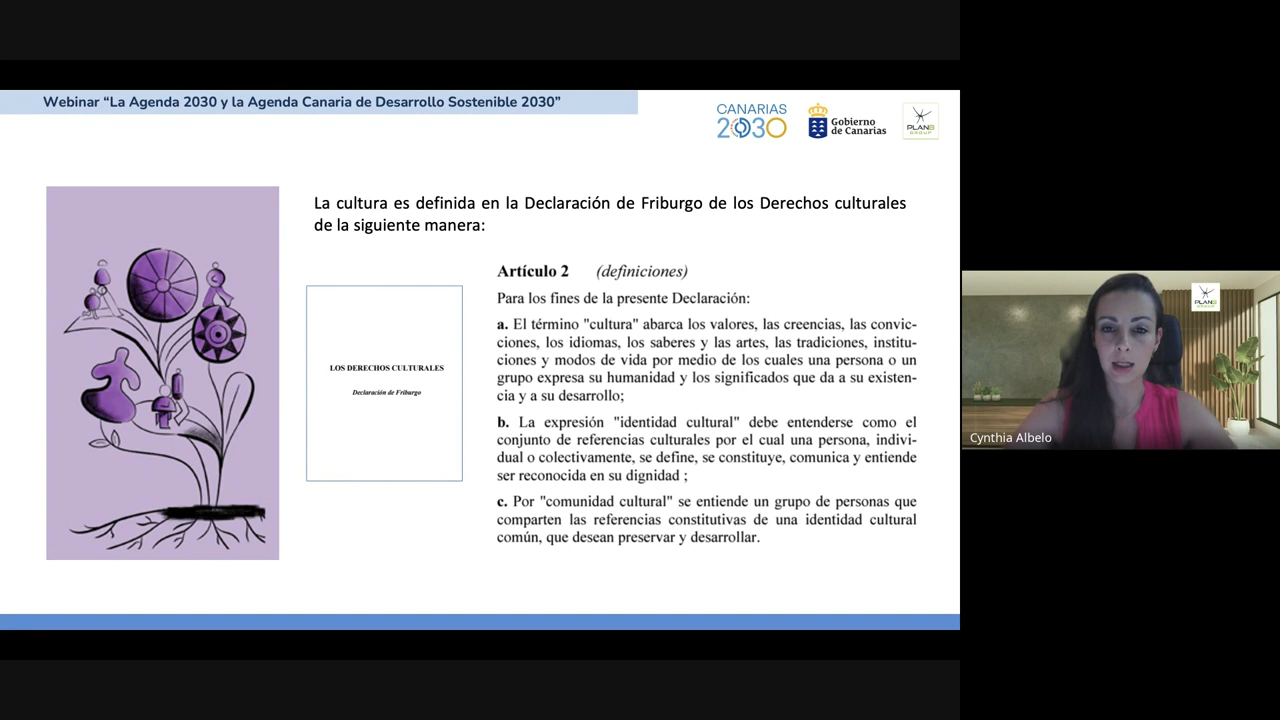 Webinar “La Agenda 2030 y la Agenda Canaria de Desarrollo Sostenible 2030”
CANARIAS
2030
Gobierno
de Canarias
PLANB
GROUP
La cultura es definida en la Declaración de Friburgo de los Derechos culturales
de la siguiente manera:
Artículo 2 (definiciones)
Para los fines de la presente Declaración:
a. El término "cultura" abarca los valores, las creencias, las convic-
ciones, los idiomas, los saberes y las artes, las tradiciones, institu-
ciones y modos de vida por medio de los cuales una persona o un
grupo expresa su humanidad y los significados que da a su existen-
cia y a su desarrollo;
b. La expresión "identidad cultural" debe entenderse como el
conjunto de referencias culturales por el cual una persona, indivi-
dual o colectivamente, se define, se constituye, comunica y entiende
ser reconocida en su dignidad ;
c. Por "comunidad cultural" se entiende un grupo de personas que
comparten las referencias constitutivas de una identidad cultural
común, que desean preservar y desarrollar.
LOS DERECHOS CULTURALES
Declaración de Friburgo
PLANB
Cynthia Albelo